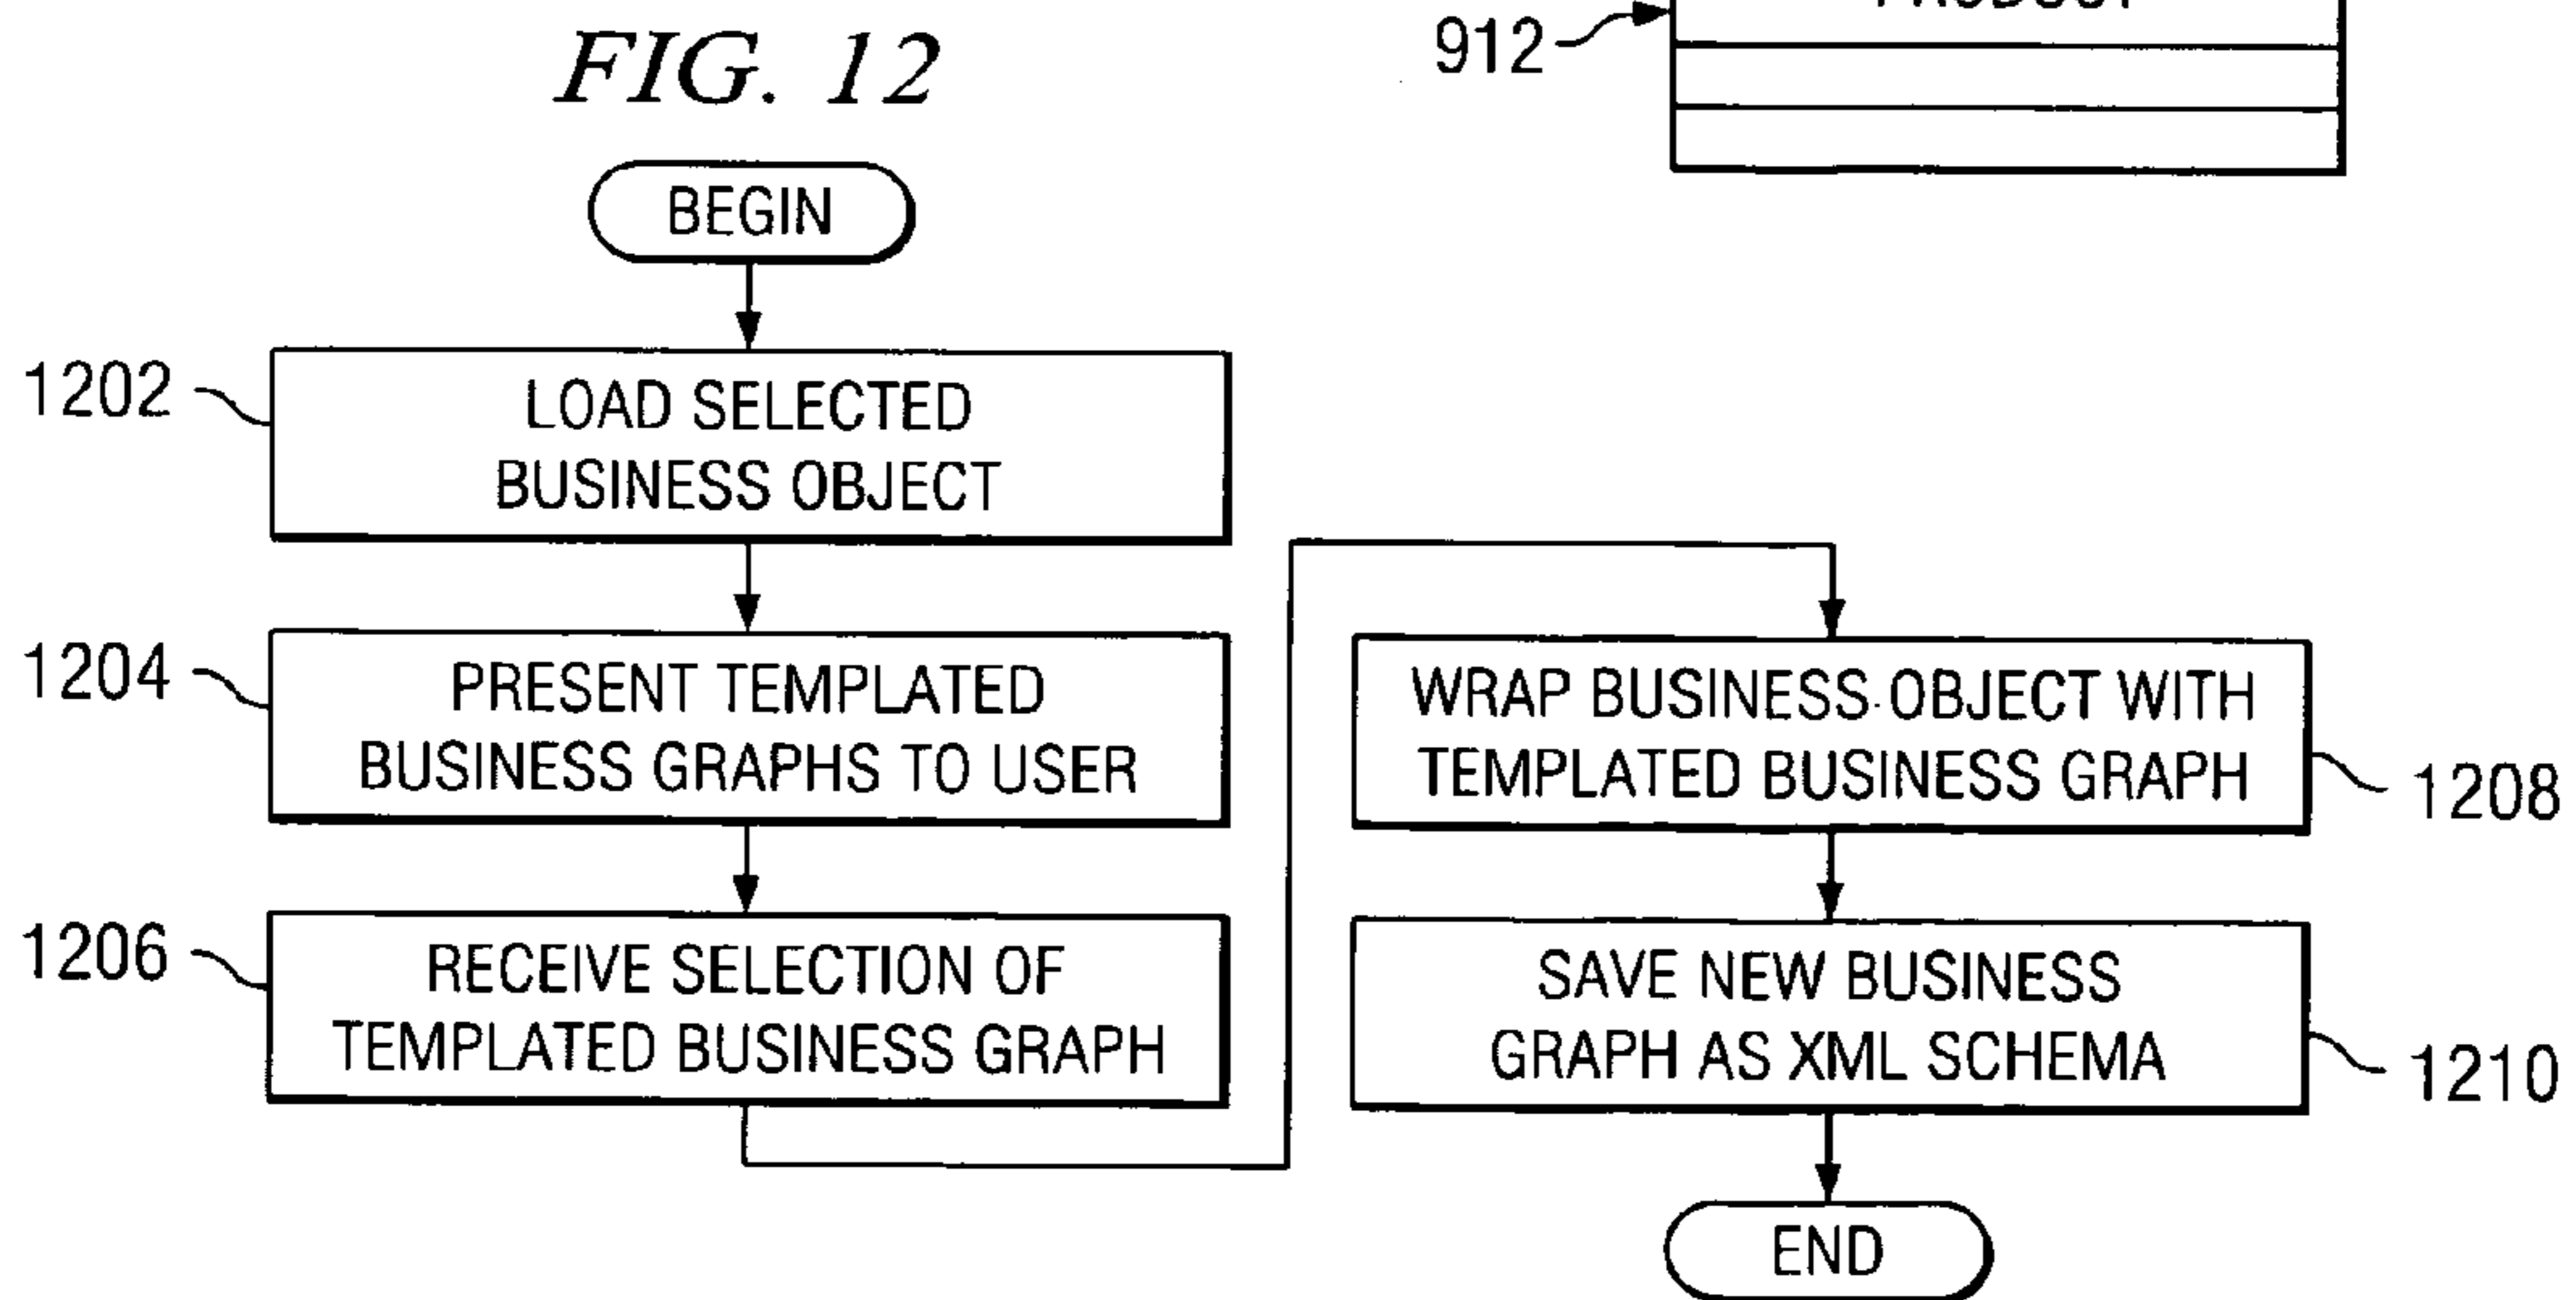 PRODUCT
912
FIG. 12
BEGIN
1202
LOAD SELECTED
BUSINESS OBJECT
1204
PRESENT TEMPLATED
BUSINESS GRAPHS TO USER
1206
RECEIVE SELECTION OF
TEMPLATED BUSINESS GRAPH
WRAP BUSINESS OBJECT WITH
TEMPLATED BUSINESS GRAPH
1208
SAVE NEW BUSINESS
GRAPH AS XML SCHEMA
1210
END